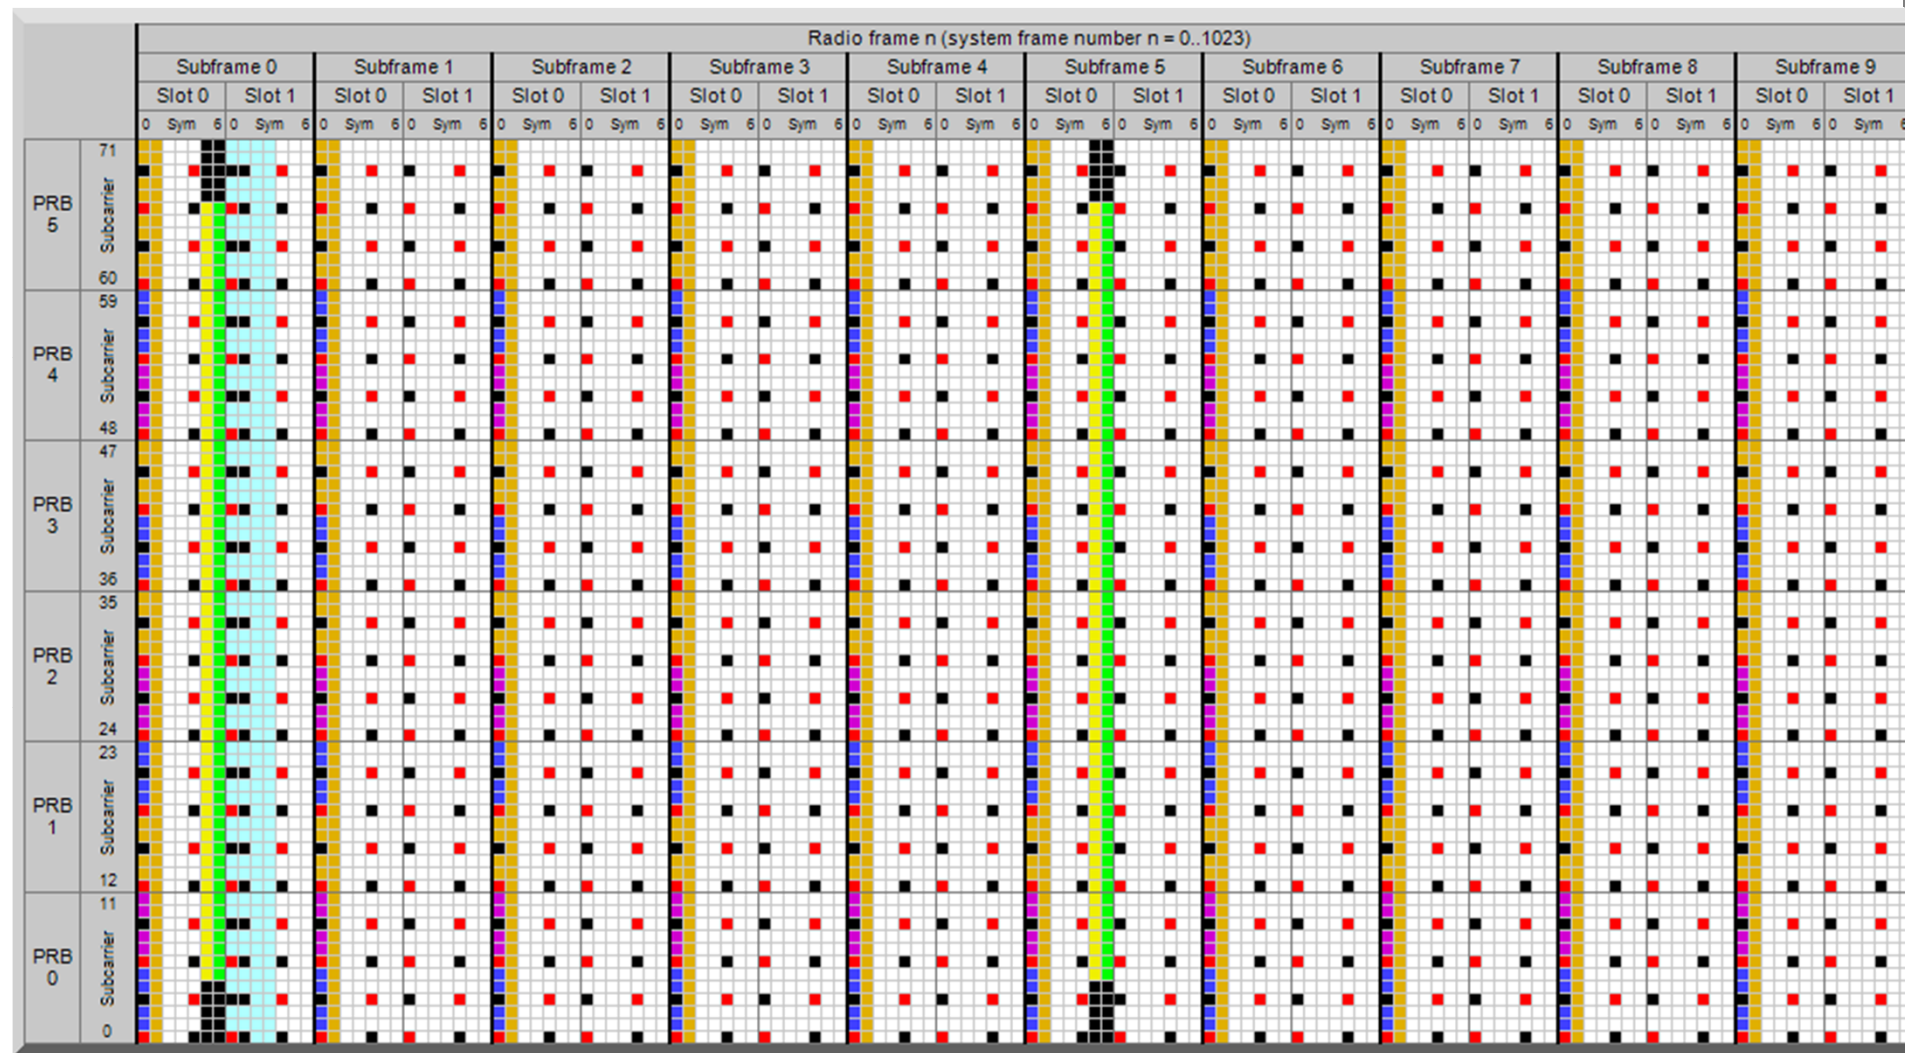 Radio frame n (system frame number n = 0..1023)
Subframe 0 Subframe 1 Subframe 2 Subframe 3 Subframe 4 Subframe 5 Subframe 6 Subframe 7 Subframe 8 Subframe 9
Slot 0 Slot 1 Slot 0 Slot 1 Slot 0 Slot 1 Slot 0 Slot 1 Slot 0 Slot 1 Slot 0 Slot 1 Slot 0 Slot 1 Slot 0 Slot 1 Slot 0 Slot 1 Slot 0 Slot 1
0 Sym 6 0 Sym 6 0 Sym 6 0 Sym 6 0 Sym 6 0 Sym 6 0 Sym 6 0 Sym 6 0 Sym 6 0 Sym 6 0 Sym 6 0 Sym 6 0 Sym 6 0 Sym 6 0 Sym 6 0 Sym 6 0 Sym 6 0 Sym 6 0 Sym 6 0 Sym 6
71
PRB
5
Subcarrier
60
59
PRB
4
Subcarrier
48
47
PRB
3
Subcarrier
36
35
PRB
2
Subcarrier
24
23
PRB
1
Subcarrier
12
11
PRB
0
Subcarrier
0